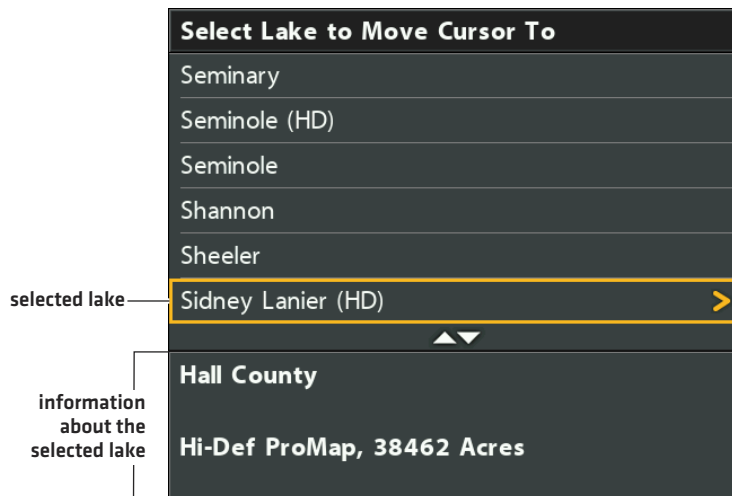 Select Lake to Move Cursor To
Seminary
Seminole (HD)
Seminole
Shannon
Sheeler
selected lake
Sidney Lanier (HD)
Hall County
information
about the
selected lake
Hi-Def ProMap, 38462 Acres